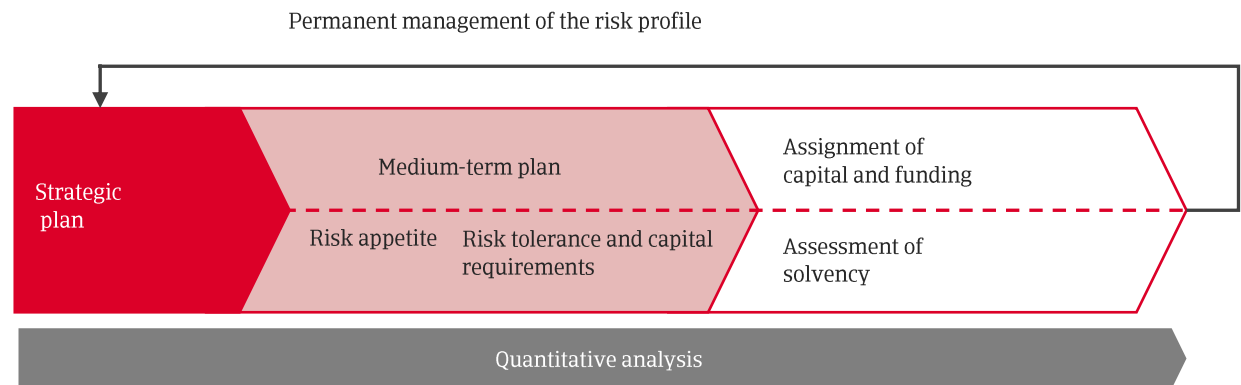 Permanent management of the risk profile
Strategic
plan
Medium-term plan
Risk appetite
Risk tolerance and capital
requirements
Assignment of
capital and funding
Assessment of
solvency
Quantitative analysis